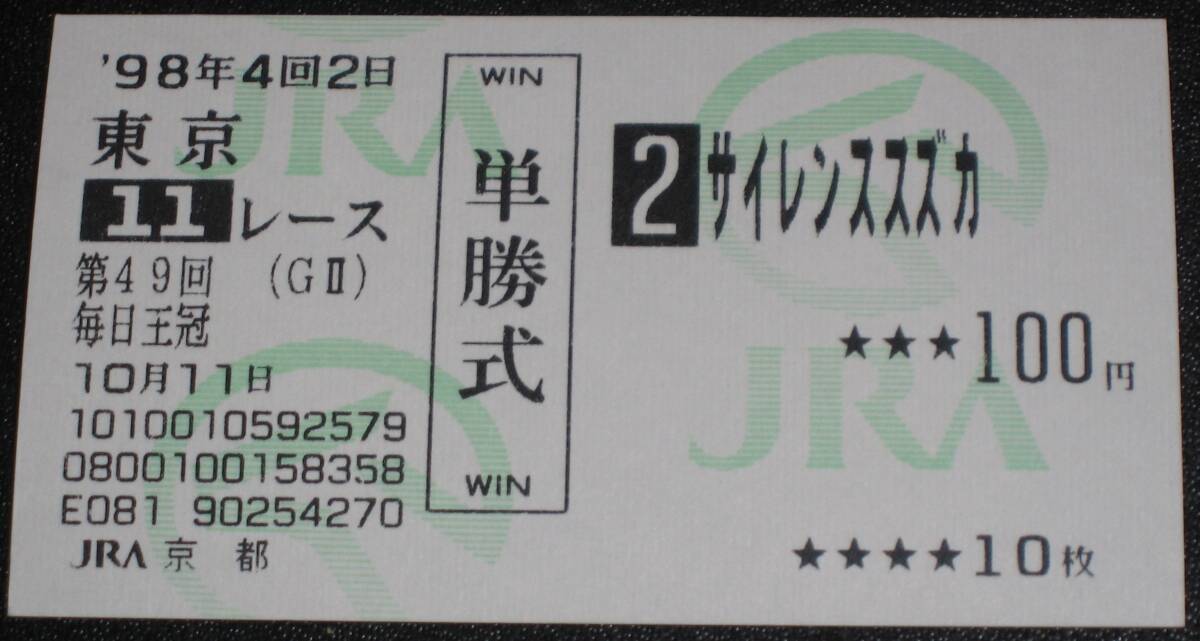 '98年4回2日
東京
11レース
第49回 (GⅡ)
毎日王冠
10月11日
1010010592579
0800100158358
E081 90254270
JRA 京都
WIN
単勝式
WIN
2 サイレンススズカ
★★★100円
★★★★10枚
JRA
JRA